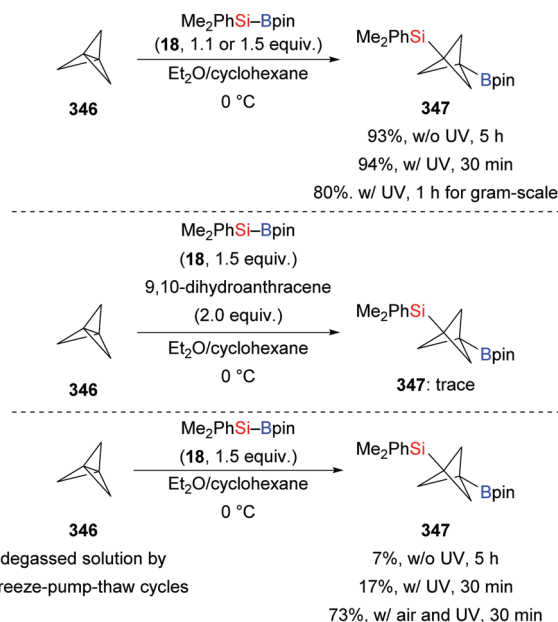 Me2PhSi–Bpin
(18, 1.1 or 1.5 equiv.)
Et2O/cyclohexane
0 °C
346
Me2PhSi
Bpin
347
93%, w/o UV, 5 h
94%, w/ UV, 30 min
80%. w/ UV, 1 h for gram-scale
Me2PhSi–Bpin
(18, 1.5 equiv.)
9,10-dihydroanthracene
(2.0 equiv.)
Et2O/cyclohexane
0 °C
346
Me2PhSi
Bpin
347: trace
Me2PhSi–Bpin
(18, 1.5 equiv.)
Et2O/cyclohexane
0 °C
346
degassed solution by
reeze-pump-thaw cycles
Me2PhSi
Bpin
347
7%, w/o UV, 5 h
17%, w/ UV, 30 min
73%, w/ air and UV, 30 min